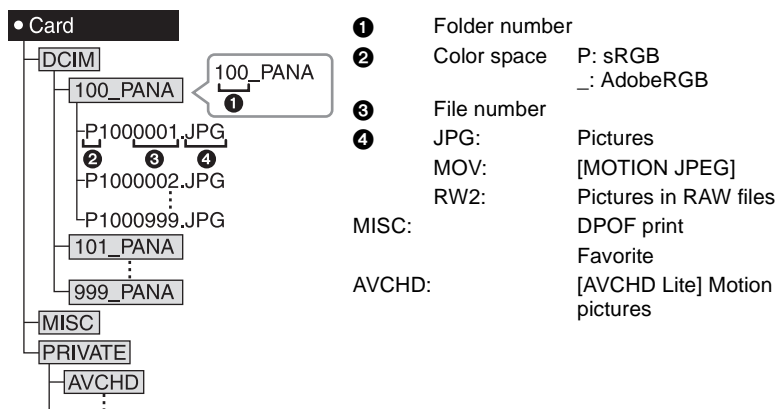 • Card
DCIM
100_PANA
100_PANA
❶
P1000001.JPG
❷ ❸ ❹
P1000002.JPG
P1000999.JPG
101_PANA
999_PANA
MISC
PRIVATE
AVCHD
❶ Folder number
❷ Color space P: sRGB
_: AdobeRGB
❸ File number
❹ JPG: Pictures
MOV: [MOTION JPEG]
RW2: Pictures in RAW files
MISC: DPOF print
Favorite
AVCHD: [AVCHD Lite] Motion
pictures